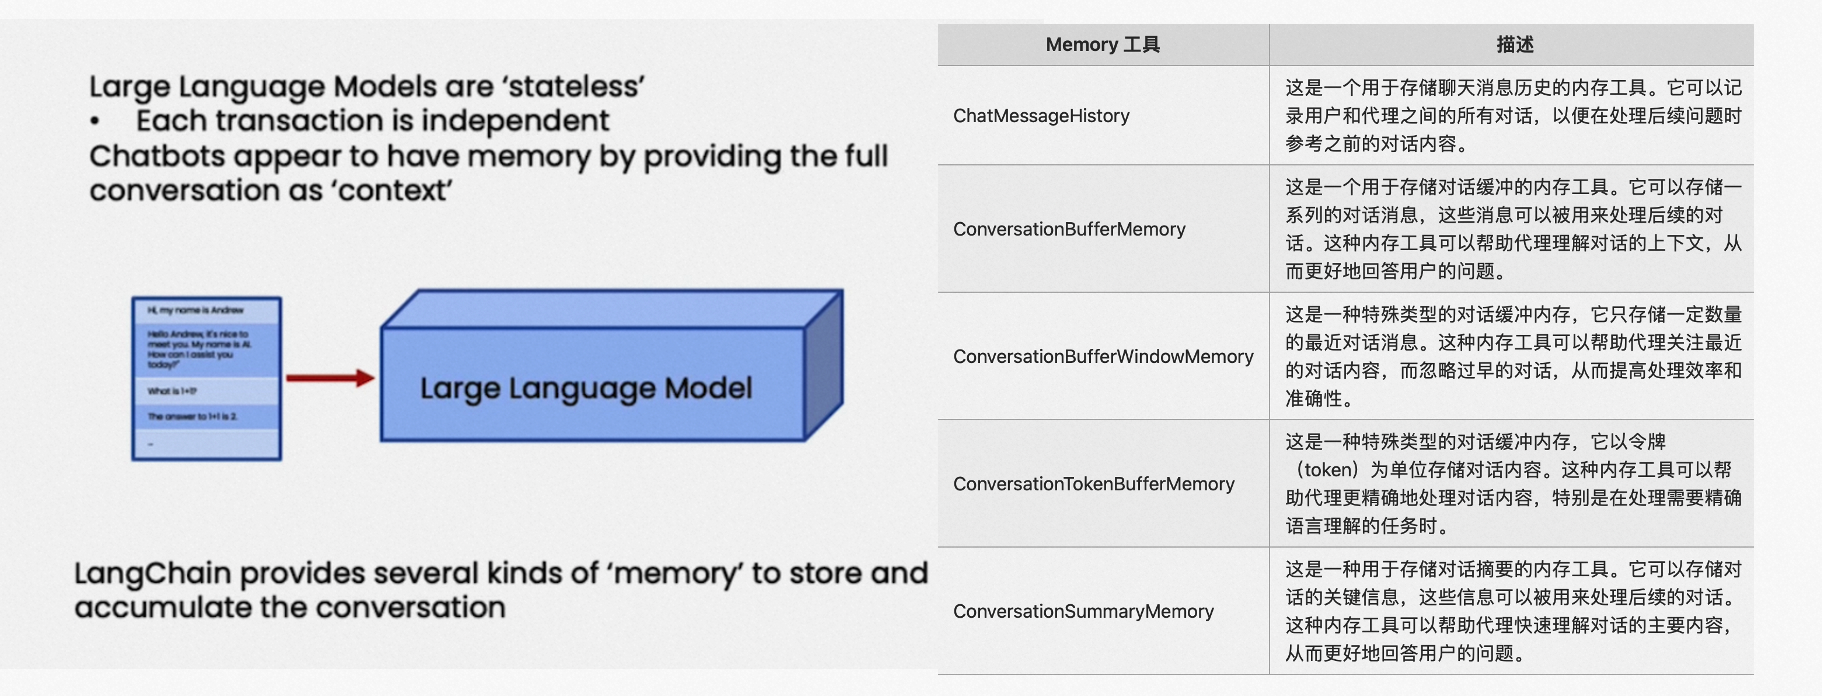 Large Language Models are ‘stateless’
• Each transaction is independent
Chatbots appear to have memory by providing the full
conversation as ‘context’
Hi, my name is Andrew
Hello Andrew, it's nice to
meet you. My name is AI.
How can I assist you
today?"
What is 1+1?
The answer to 1+1 is 2.
...
Large Language Model
LangChain provides several kinds of ‘memory’ to store and
accumulate the conversation
Memory 工具
描述
ChatMessageHistory
这是一个用于存储聊天消息历史的内存工具。它可以记
录用户和代理之间的所有对话，以便在处理后续问题时
参考之前的对话内容。
ConversationBufferMemory
这是一个用于存储对话缓冲的内存工具。它可以存储一
系列的对话消息，这些消息可以被用来处理后续的对
话。这种内存工具可以帮助代理理解对话的上下文，从
而更好地回答用户的问题。
ConversationBufferWindowMemory
这是一种特殊类型的对话缓冲内存，它只存储一定数量
的最近对话消息。这种内存工具可以帮助代理关注最近
的对话内容，而忽略过早的对话，从而提高处理效率和
准确性。
ConversationTokenBufferMemory
这是一种特殊类型的对话缓冲内存，它以令牌
（token）为单位存储对话内容。这种内存工具可以帮
助代理更精确地处理对话内容，特别是在处理需要精确
语言理解的任务时。
ConversationSummaryMemory
这是一种用于存储对话摘要的内存工具。它可以存储对
话的关键信息，这些信息可以被用来处理后续的对话。
这种内存工具可以帮助代理快速理解对话的主要内容，
从而更好地回答用户的问题。